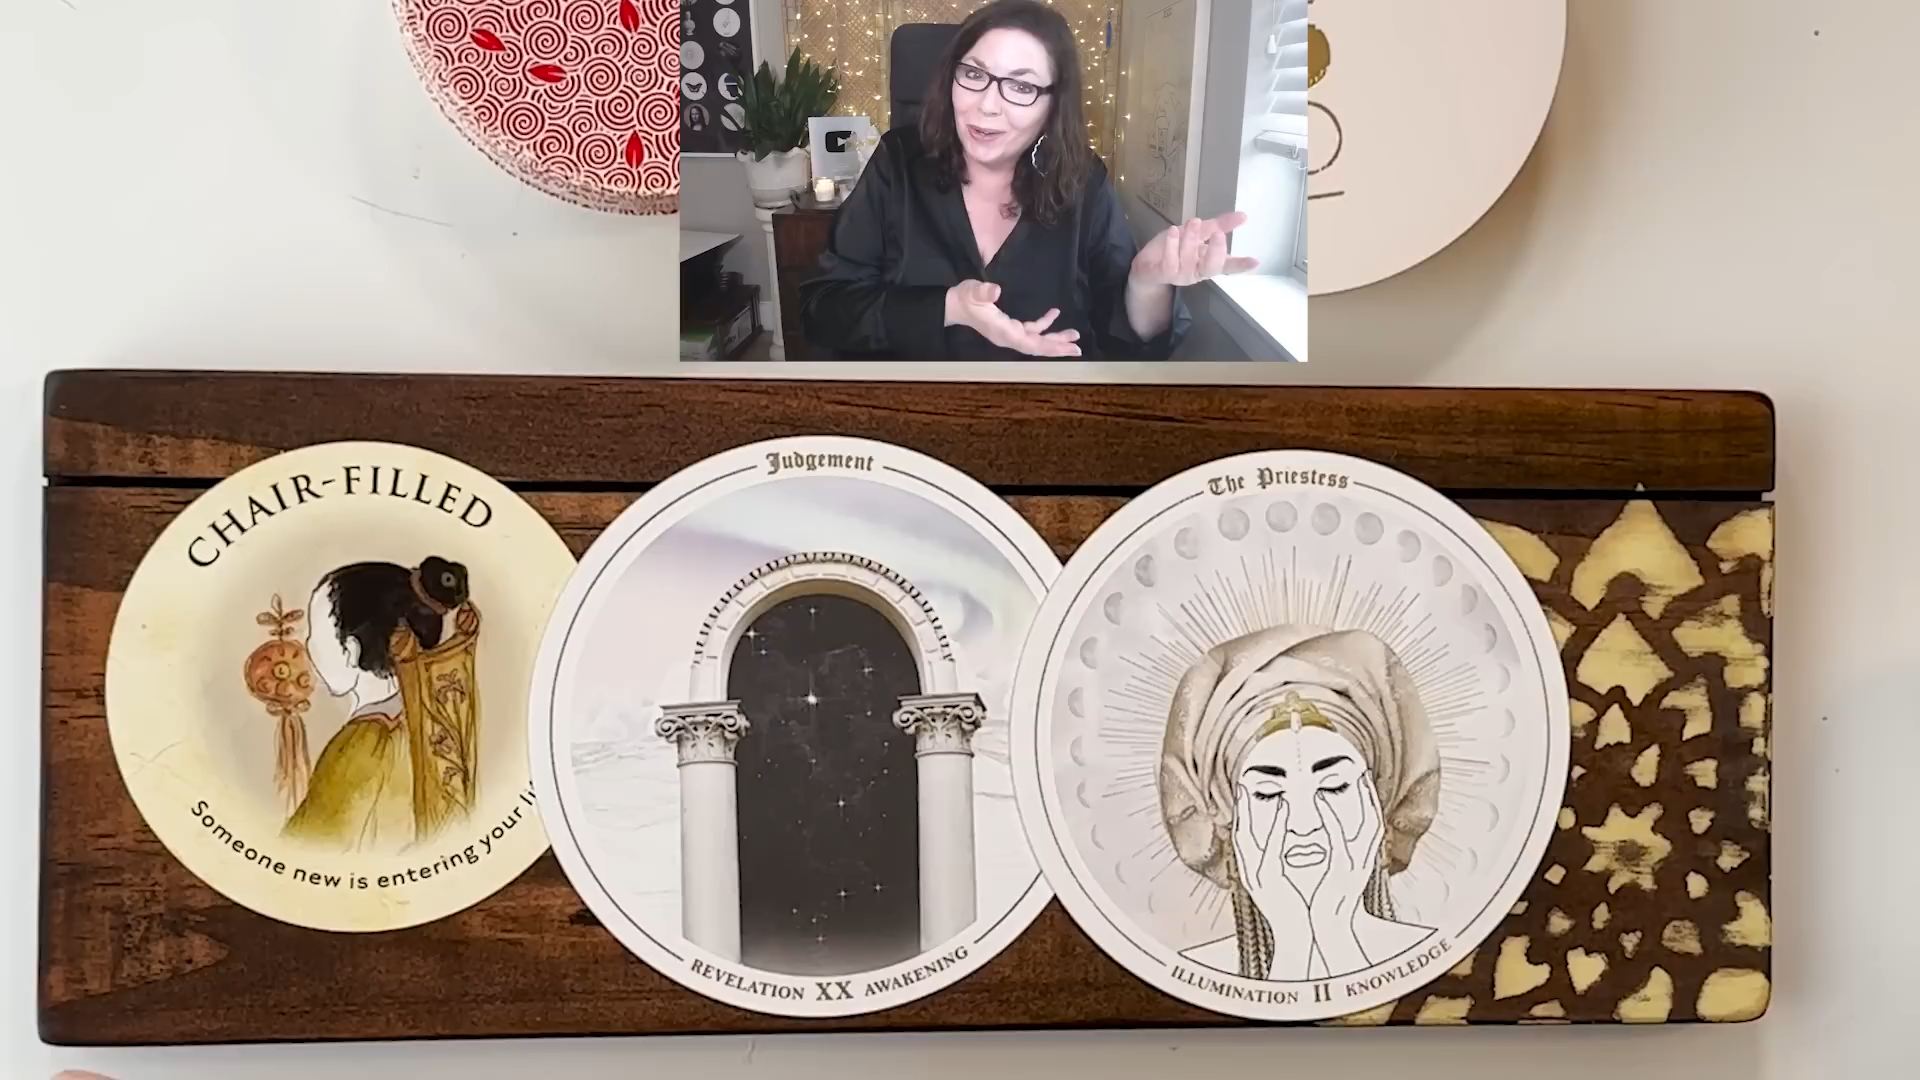 CHAIR-FILLED
Someone new is entering your
Judgement
REVELATION XX AWAKENING
The Priestess
ILLUMINATION II KNOWLEDGE